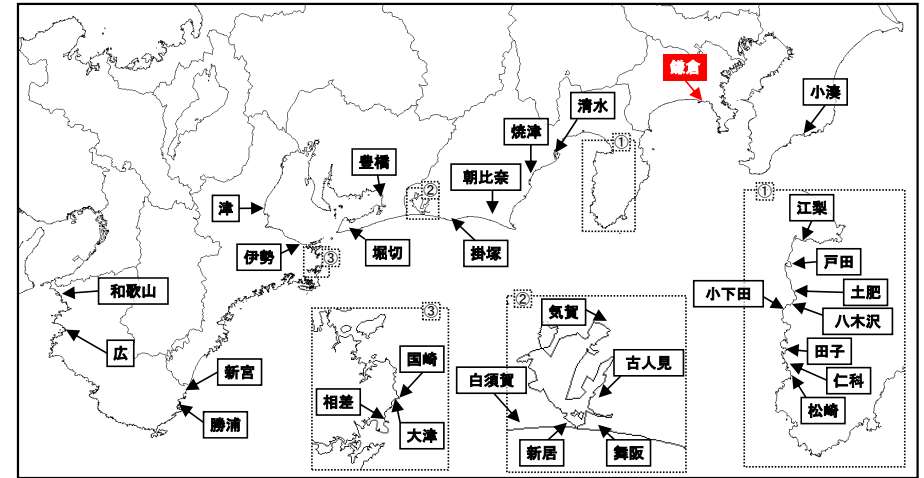 鎌倉
小湊
清水
焼津
①
豊橋
②
朝比奈
①
津
江梨
伊勢
③
堀切
掛塚
戸田
和歌山
小下田
土肥
③
②
気賀
八木沢
広
国崎
古人見
田子
新宮
白須賀
仁科
相差
松崎
勝浦
大津
新居
舞阪